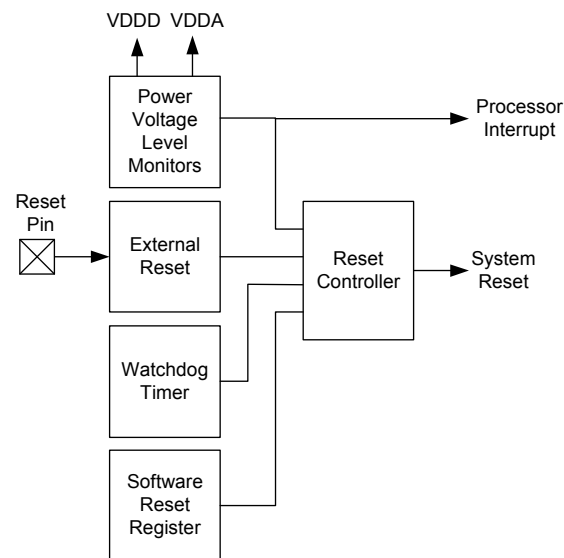 VDDD VDDA
Power
Voltage
Level
Monitors
Processor
Interrupt
Reset
Pin
External
Reset
Reset
Controller
System
Reset
Watchdog
Timer
Software
Reset
Register